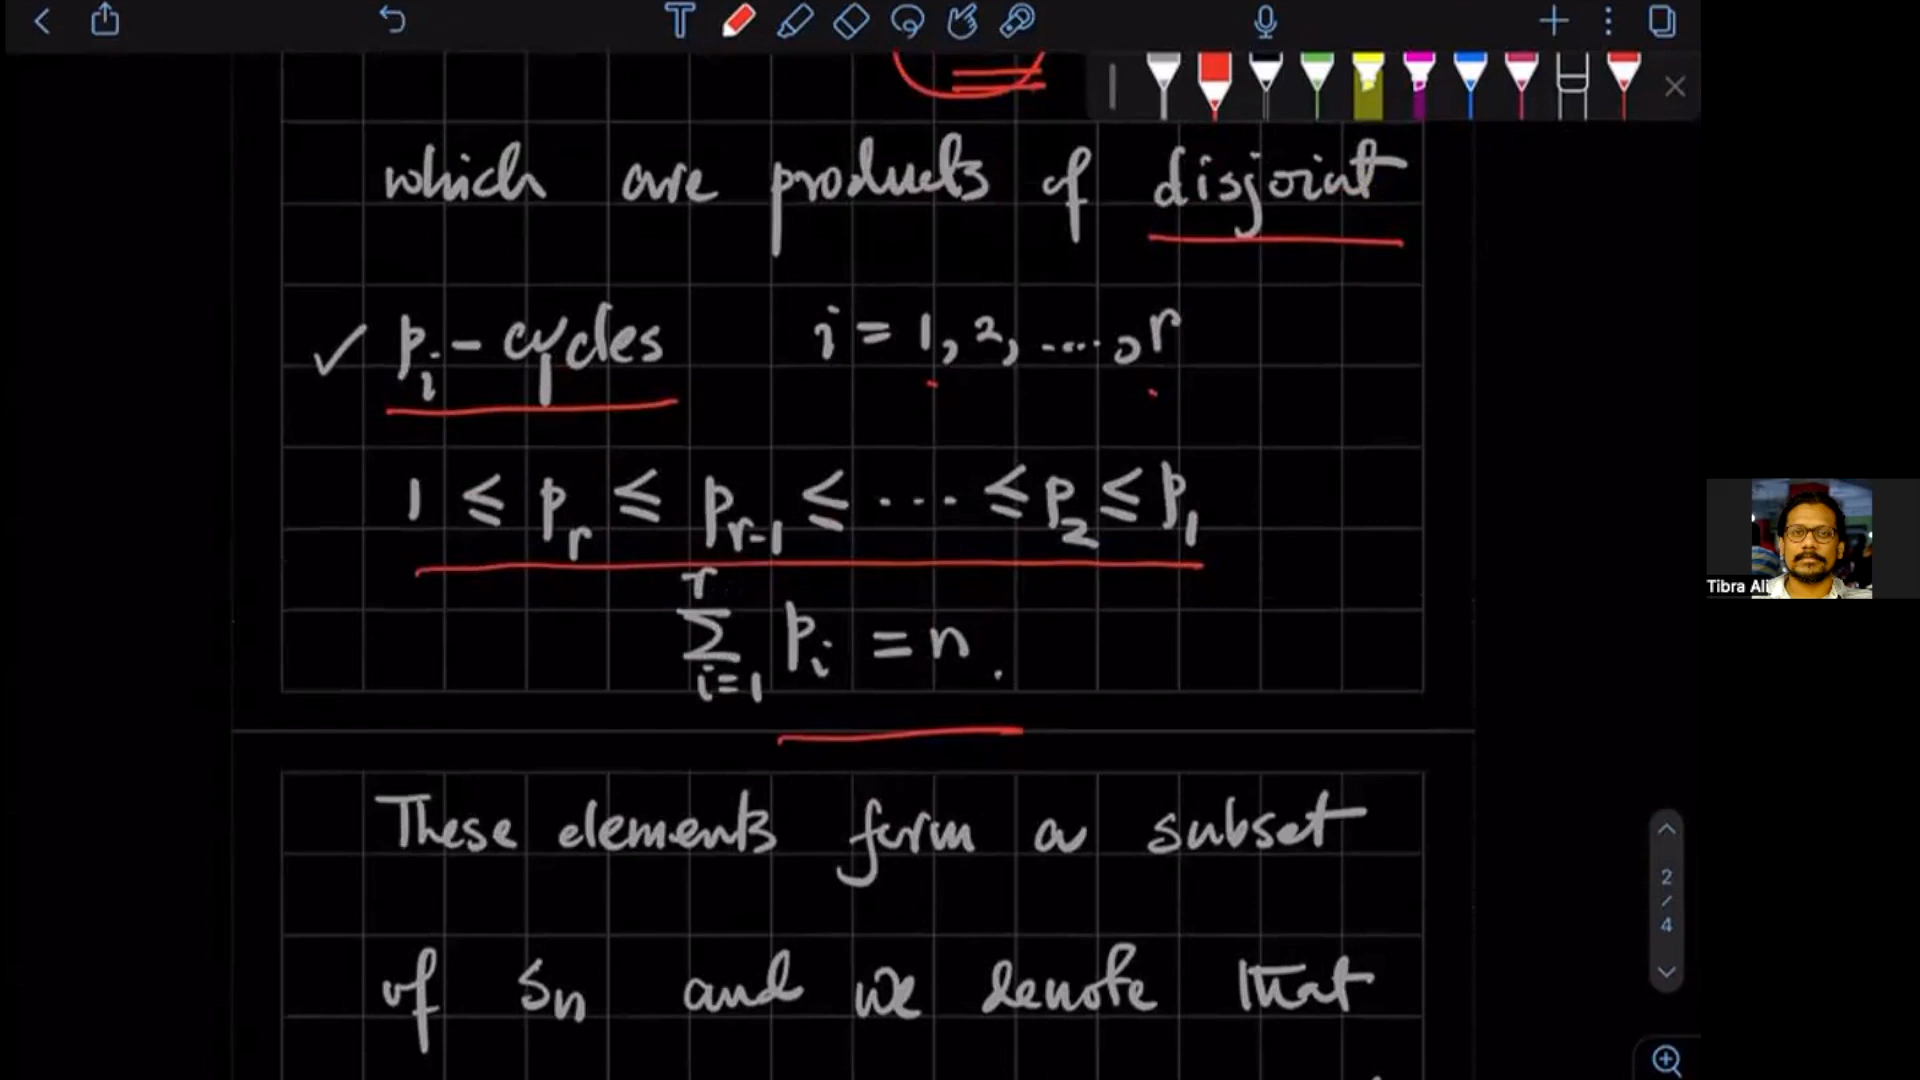 which are products of disjoint
✓ pᵢ - cycles i = 1, 2, ...., r
1 ≤ pᵣ ≤ pᵣ₋₁ ≤ ... ≤ p₂ ≤ p₁
r
∑ pᵢ = n.
i=1
These elements form a subset
of Sn and we denote that
2
/
4
Tibra Ali